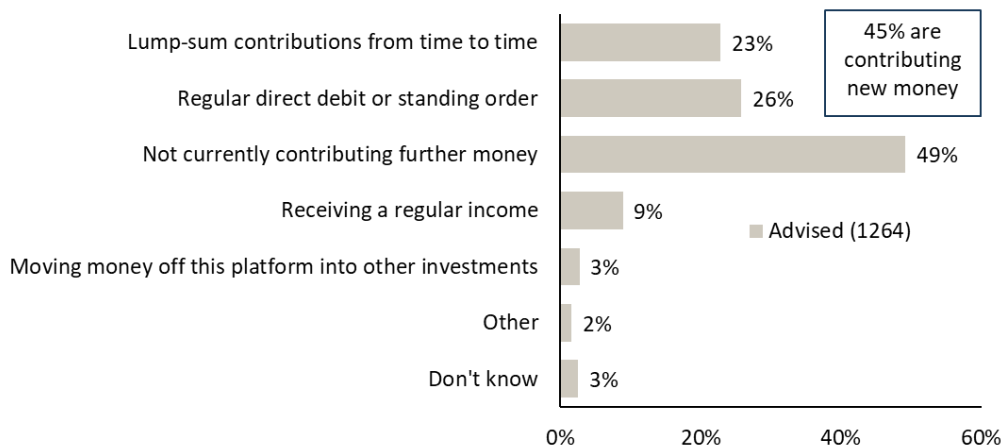 Lump-sum contributions from time to time 23%
45% are
contributing
new money
Regular direct debit or standing order 26%
Not currently contributing further money 49%
Receiving a regular income 9%
Advised (1264)
Moving money off this platform into other investments 3%
Other 2%
Don't know 3%
0% 20% 40% 60%